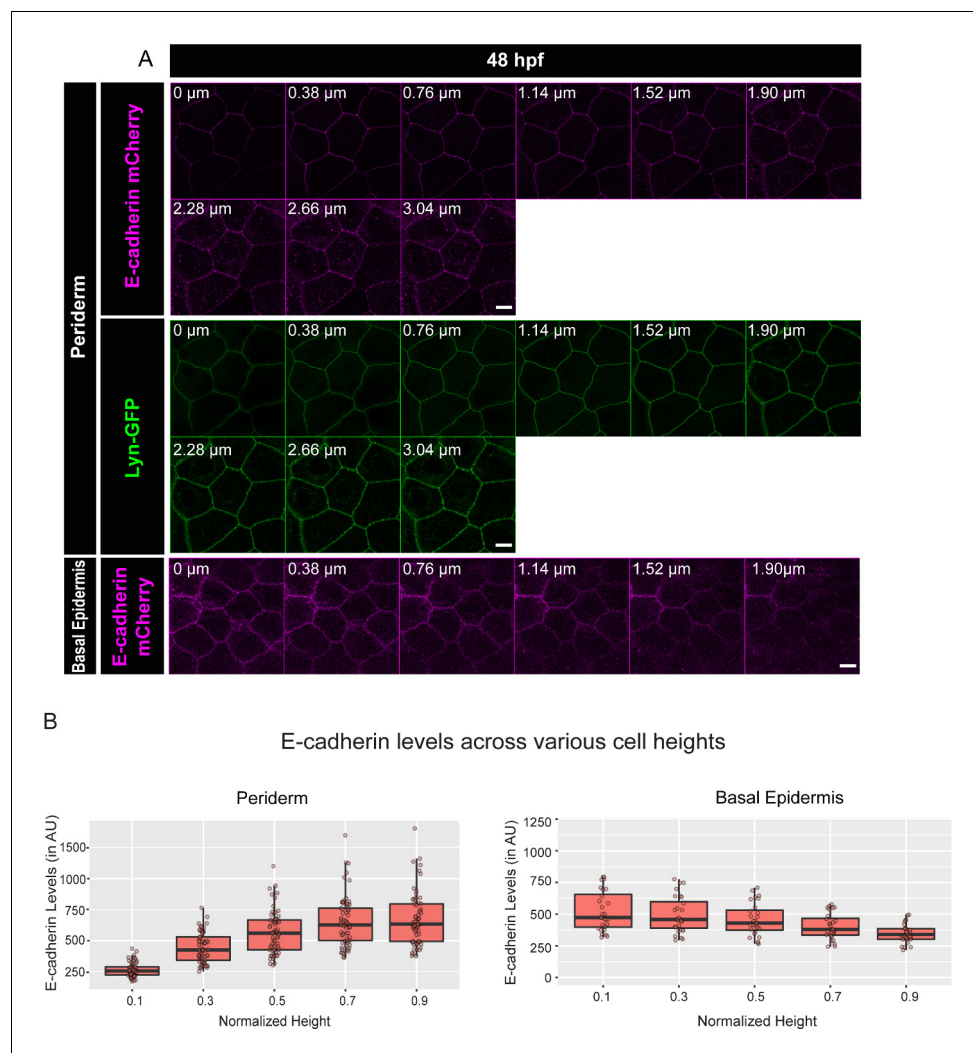 A
48 hpf
Periderm
E-cadherin mCherry
0 µm 0.38 µm 0.76 µm 1.14 µm 1.52 µm 1.90 µm
2.28 µm 2.66 µm 3.04 µm
Lyn-GFP
0 µm 0.38 µm 0.76 µm 1.14 µm 1.52 µm 1.90 µm
2.28 µm 2.66 µm 3.04 µm
Basal Epidermis
E-cadherin
mCherry
0 µm 0.38 µm 0.76 µm 1.14 µm 1.52 µm 1.90µm
B
E-cadherin levels across various cell heights
Periderm
E-cadherin Levels (in AU)
1500
1250
1000
750
500
250
0.1 0.3 0.5 0.7 0.9
Normalized Height
Basal Epidermis
E-cadherin Levels (in AU)
1250
1000
750
500
250
0
0.1 0.3 0.5 0.7 0.9
Normalized Height